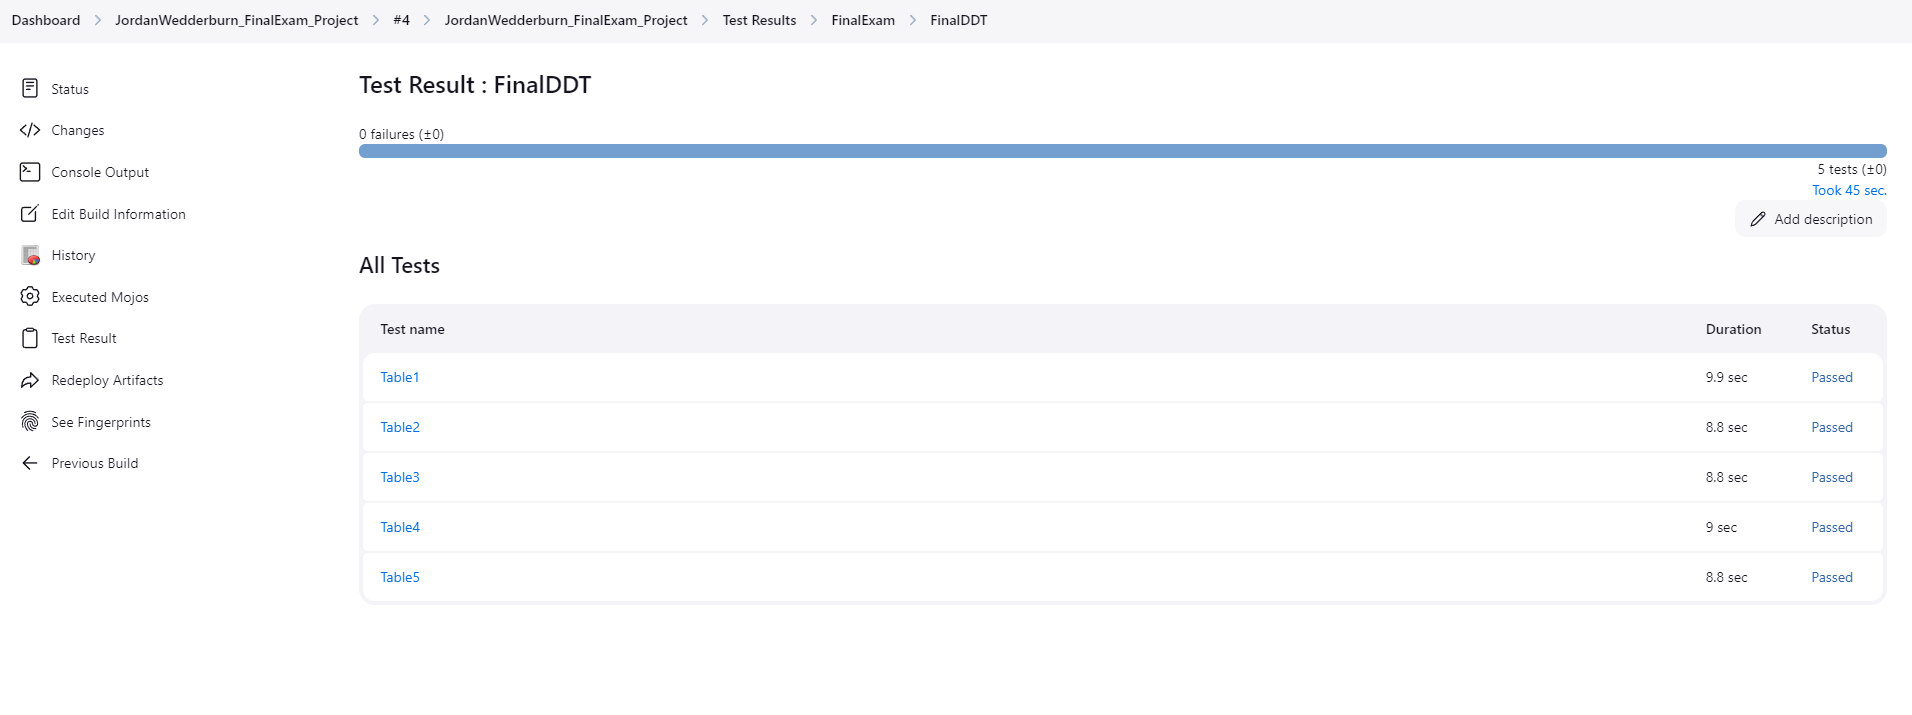 Dashboard JordanWedderburn_FinalExam_Project #4 JordanWedderburn_FinalExam_Project Test Results FinalExam FinalDDT
Status
Changes
Console Output
Edit Build Information
History
Executed Mojos
Test Result
Redeploy Artifacts
See Fingerprints
Previous Build
Test Result : FinalDDT
0 failures (±0)
5 tests (±0)
Took 45 sec.
Add description
All Tests
Test name Duration Status
Table1 9.9 sec Passed
Table2 8.8 sec Passed
Table3 8.8 sec Passed
Table4 9 sec Passed
Table5 8.8 sec Passed